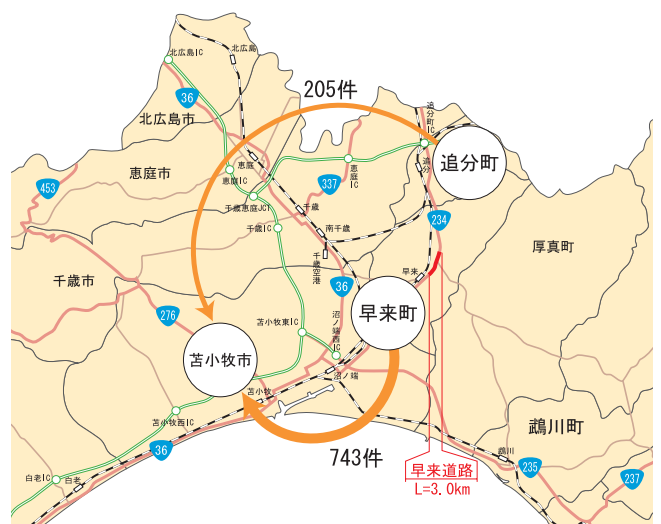 北広島IC
北広島
36
北広島市
205件
追分町IC
追分
追分町
恵庭市
恵庭
恵庭IC
恵庭IC
453
337
千歳恵庭JCT
千歳
234
千歳IC
南千歳
厚真町
千歳空港
早来
千歳市
36
276
早来町
沼ノ端西IC
苫小牧東IC
苫小牧市
沼ノ端
苫小牧
苫小牧西IC
鵡川町
36
743件
鵡川
早来道路
L=3.0km
235
237
白老IC
白老